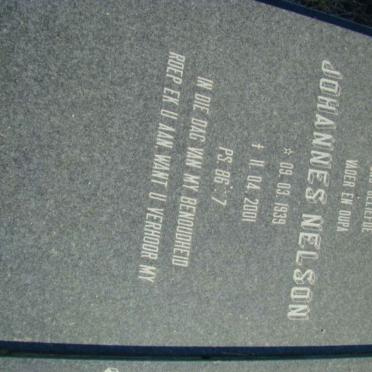 GELIEFDE
VADER EN OUPA
JOHANNES NELSON
☆ 09. 03 1939
† 11. 04. 2001
PS. 86 : 7
IN DIE DAG VAN MY BENOUDHEID
ROEP EK U AAN WANT U VERHOOR MY